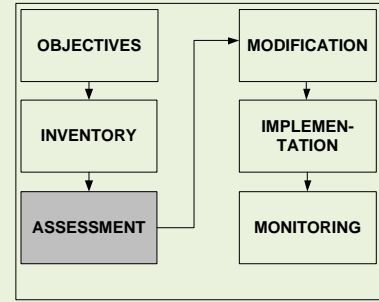 OBJECTIVES
INVENTORY
ASSESSMENT
MODIFICATION
IMPLEMEN-
TATION
MONITORING